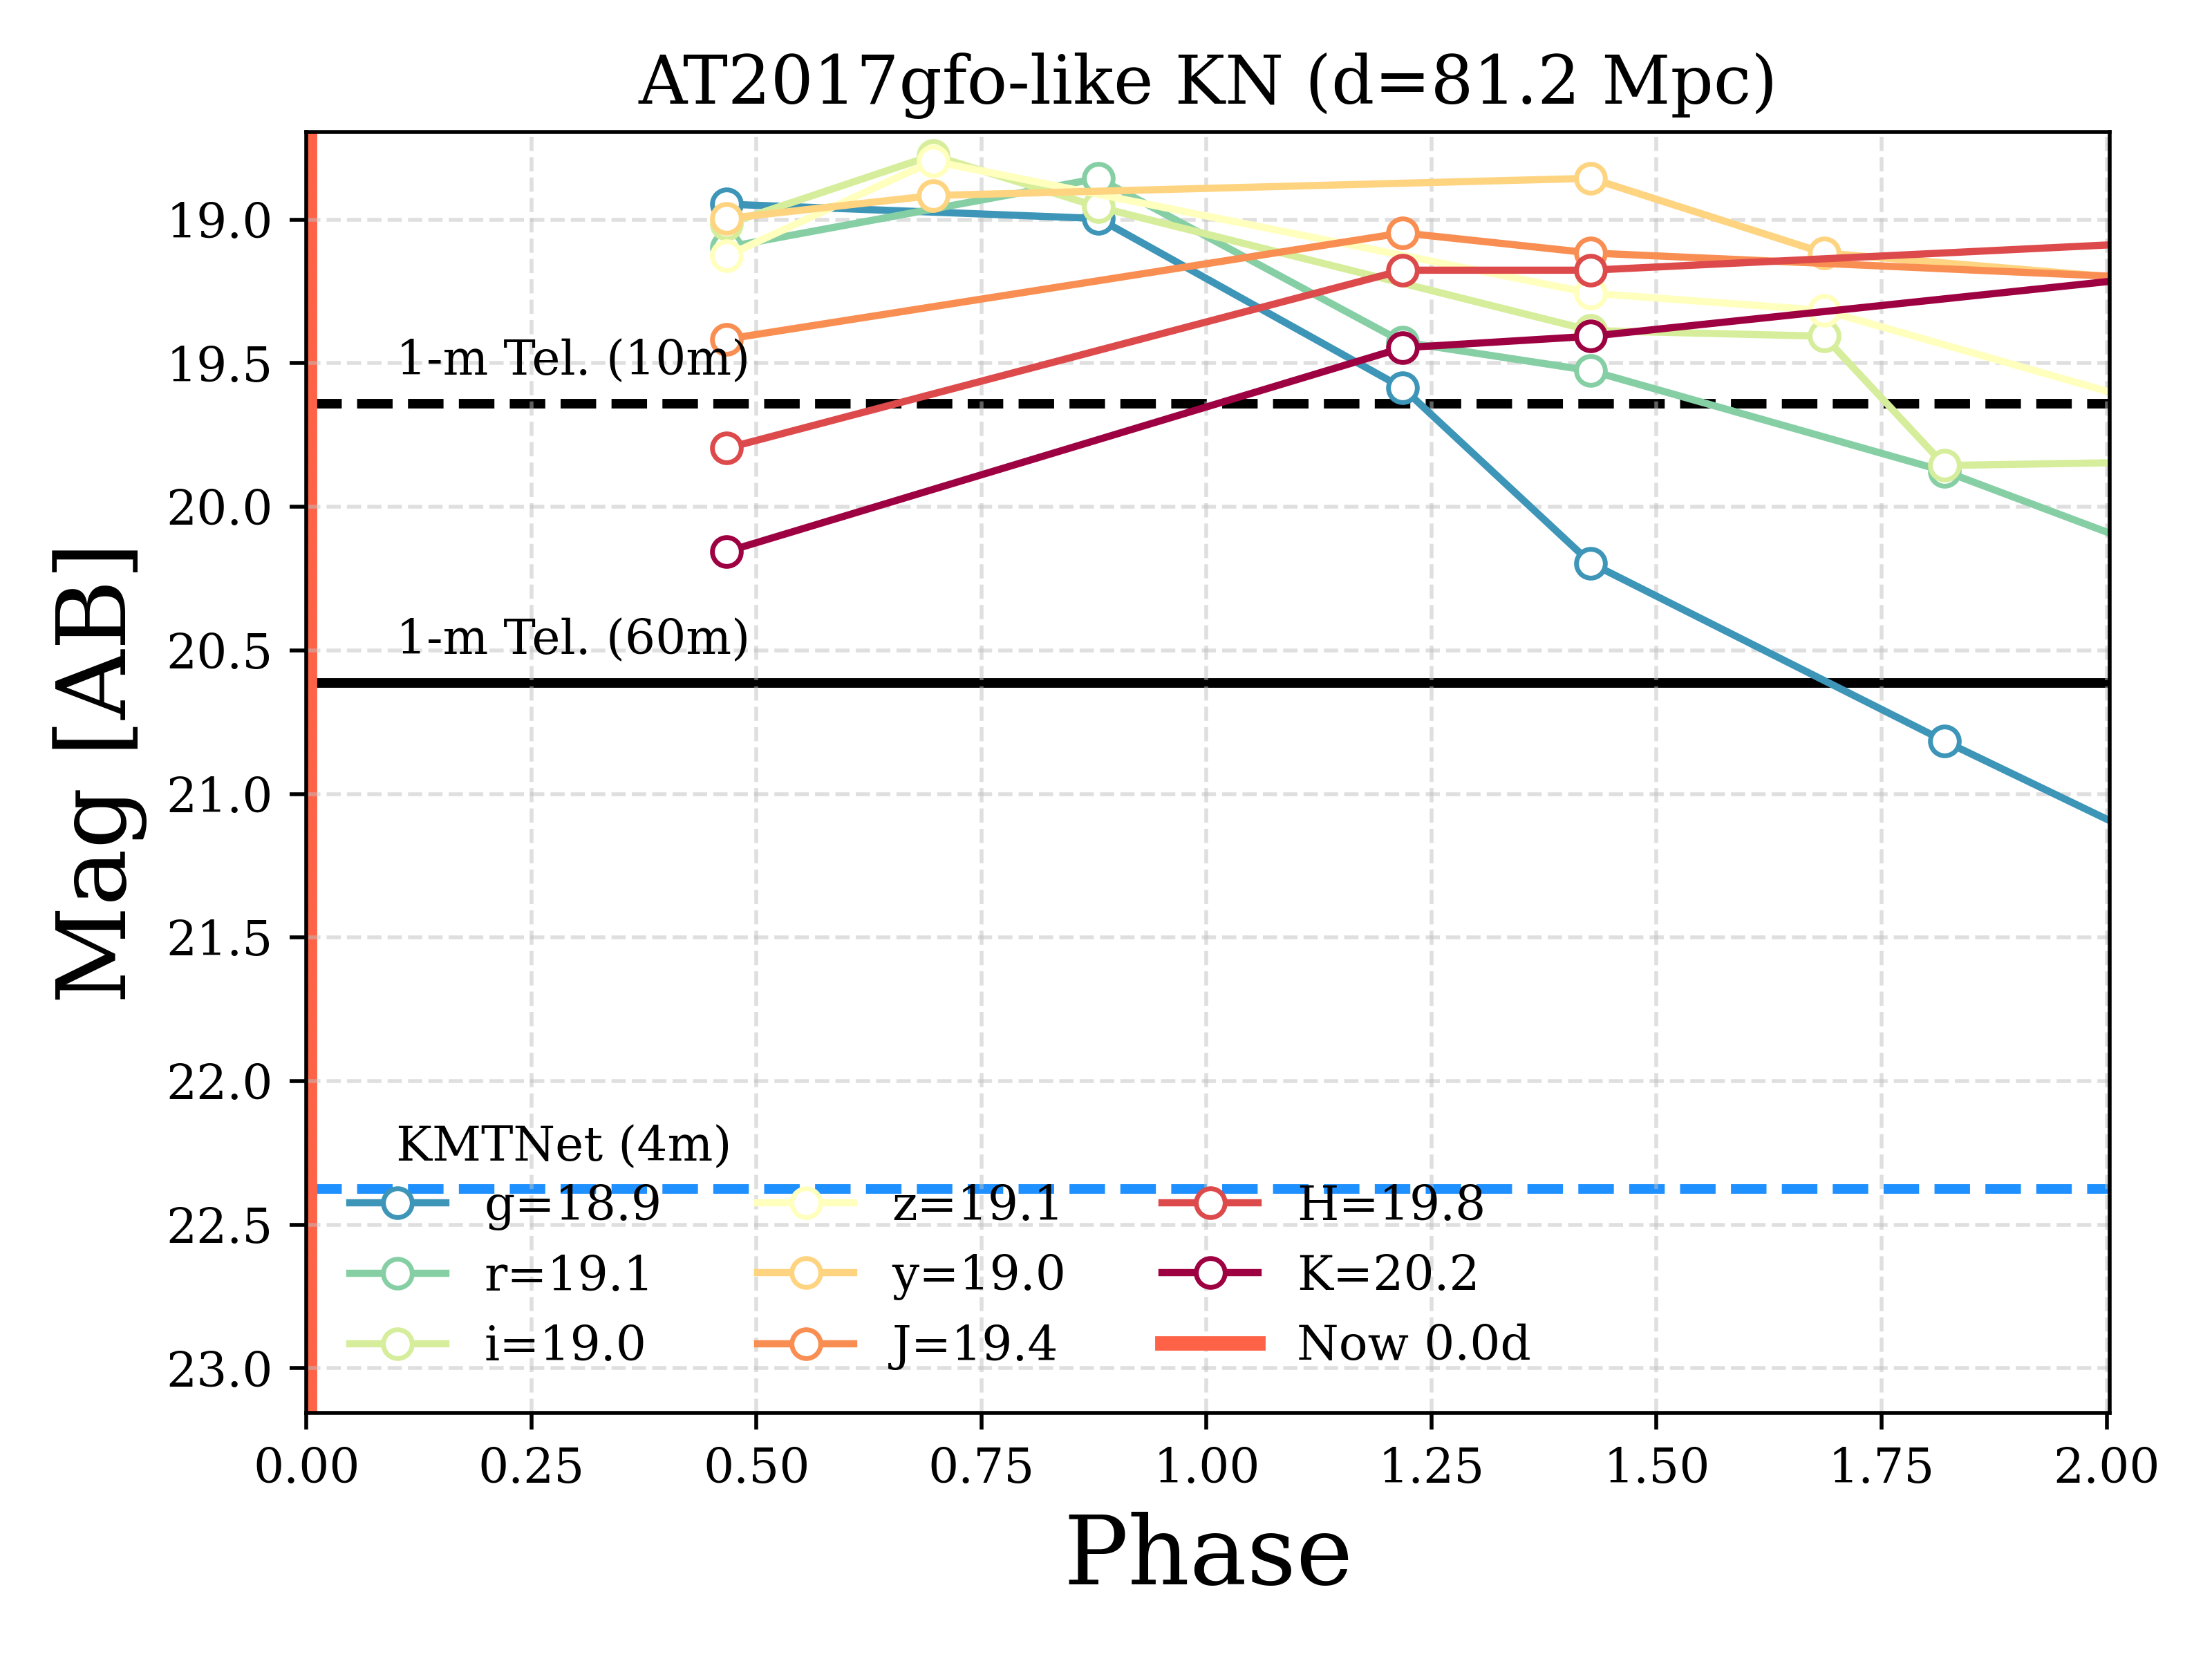 AT2017gfo-like KN (d=81.2 Mpc)
Mag [AB]
19.0
19.5
20.0
20.5
21.0
21.5
22.0
22.5
23.0
1-m Tel. (10m)
1-m Tel. (60m)
KMTNet (4m)
g=18.9
r=19.1
i=19.0
z=19.1
y=19.0
J=19.4
H=19.8
K=20.2
Now 0.0d
0.00 0.25 0.50 0.75 1.00 1.25 1.50 1.75 2.00
Phase